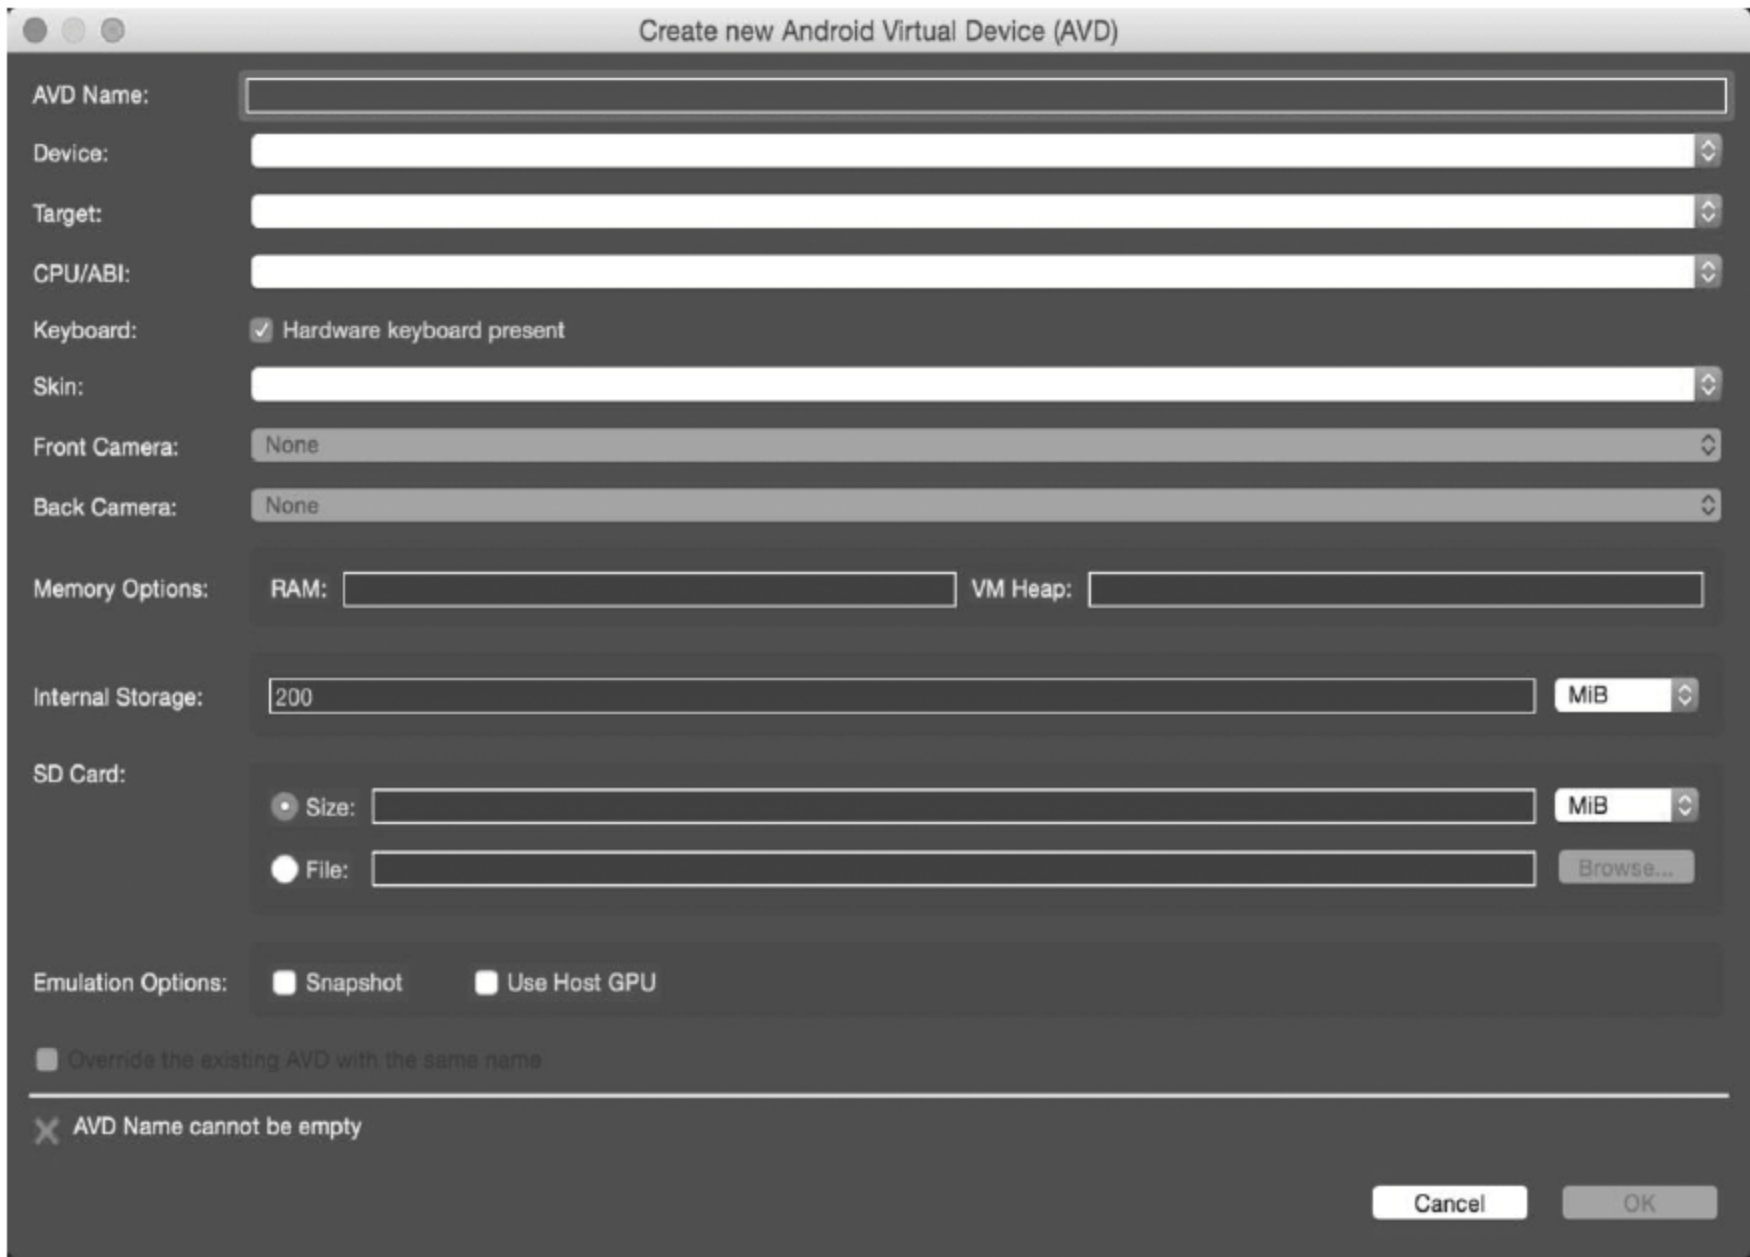 Create new Android Virtual Device (AVD)
AVD Name:
Device:
Target:
CPU/ABI:
Keyboard: Hardware keyboard present
Skin:
Front Camera: None
Back Camera: None
Memory Options: RAM: VM Heap:
Internal Storage: 200 MiB
SD Card:
Size: MiB
File: Browse...
Emulation Options: Snapshot Use Host GPU
Override the existing AVD with the same name
AVD Name cannot be empty
Cancel OK